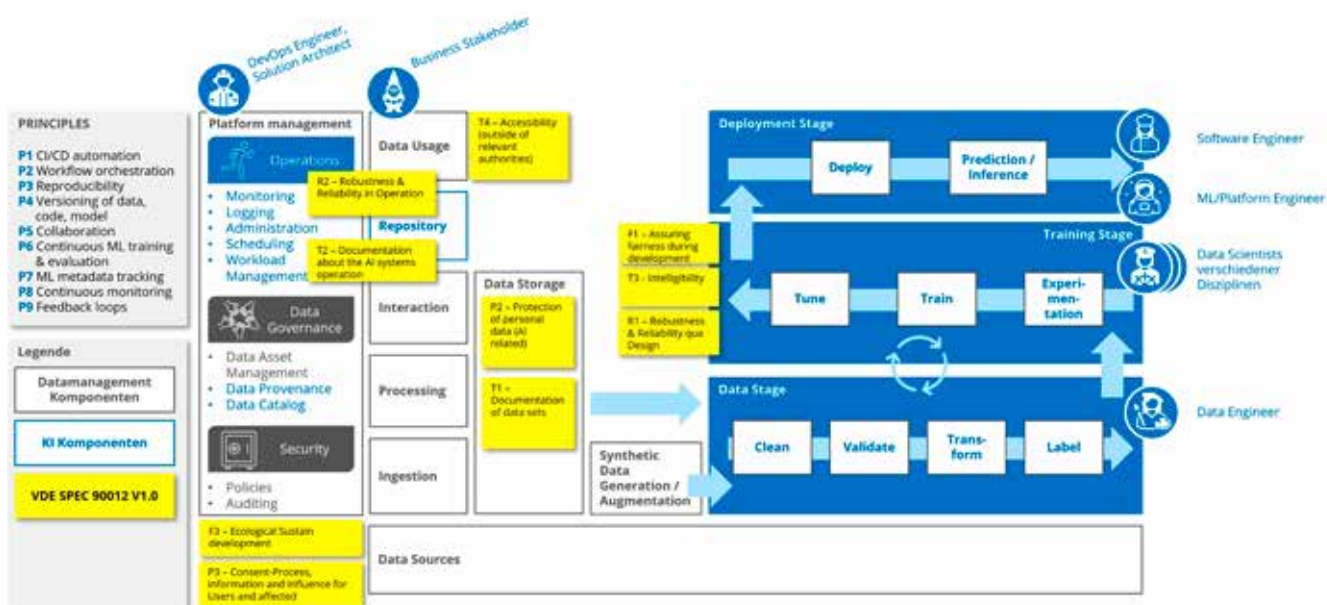 DevOps Engineer,
Solution Architect
Business Stakeholder
PRINCIPLES
P1 CI/CD automation
P2 Workflow orchestration
P3 Reproducibility
P4 Versioning of data,
code, model
P5 Collaboration
P6 Continuous ML training
& evaluation
P7 ML metadata tracking
P8 Continuous monitoring
P9 Feedback loops
Legende
Datamanagement
Komponenten
KI Komponenten
VDE SPEC 90012 V1.0
Platform management
Operations
• Monitoring
• Logging
• Administration
• Scheduling
• Workload
Management
R2 – Robustness &
Reliability in Operation
T2 – Documentation
about the AI systems
operation
Data
Governance
• Data Asset
Management
• Data Provenance
• Data Catalog
Security
• Policies
• Auditing
F3 – Ecological Sustain
development
P3 – Consent-Process,
information and influence for
Users and affected
Data Usage
T4 – Accessibility
(outside of
relevant
authorities)
Repository
Interaction
Processing
Ingestion
Data Storage
P2 – Protection
of personal
data (AI
related)
T1 –
Documentation
of data sets
Data Sources
Synthetic
Data
Generation /
Augmentation
F1 – Assuring
fairness during
development
T3 - Intelligibility
R1 – Robustness
& Reliability qua
Design
Deployment Stage
Deploy
Prediction /
Inference
Training Stage
Tune
Train
Experi-
men-
tation
Data Stage
Clean
Validate
Trans-
form
Label
Software Engineer
ML/Platform Engineer
Data Scientists
verschiedener
Disziplinen
Data Engineer